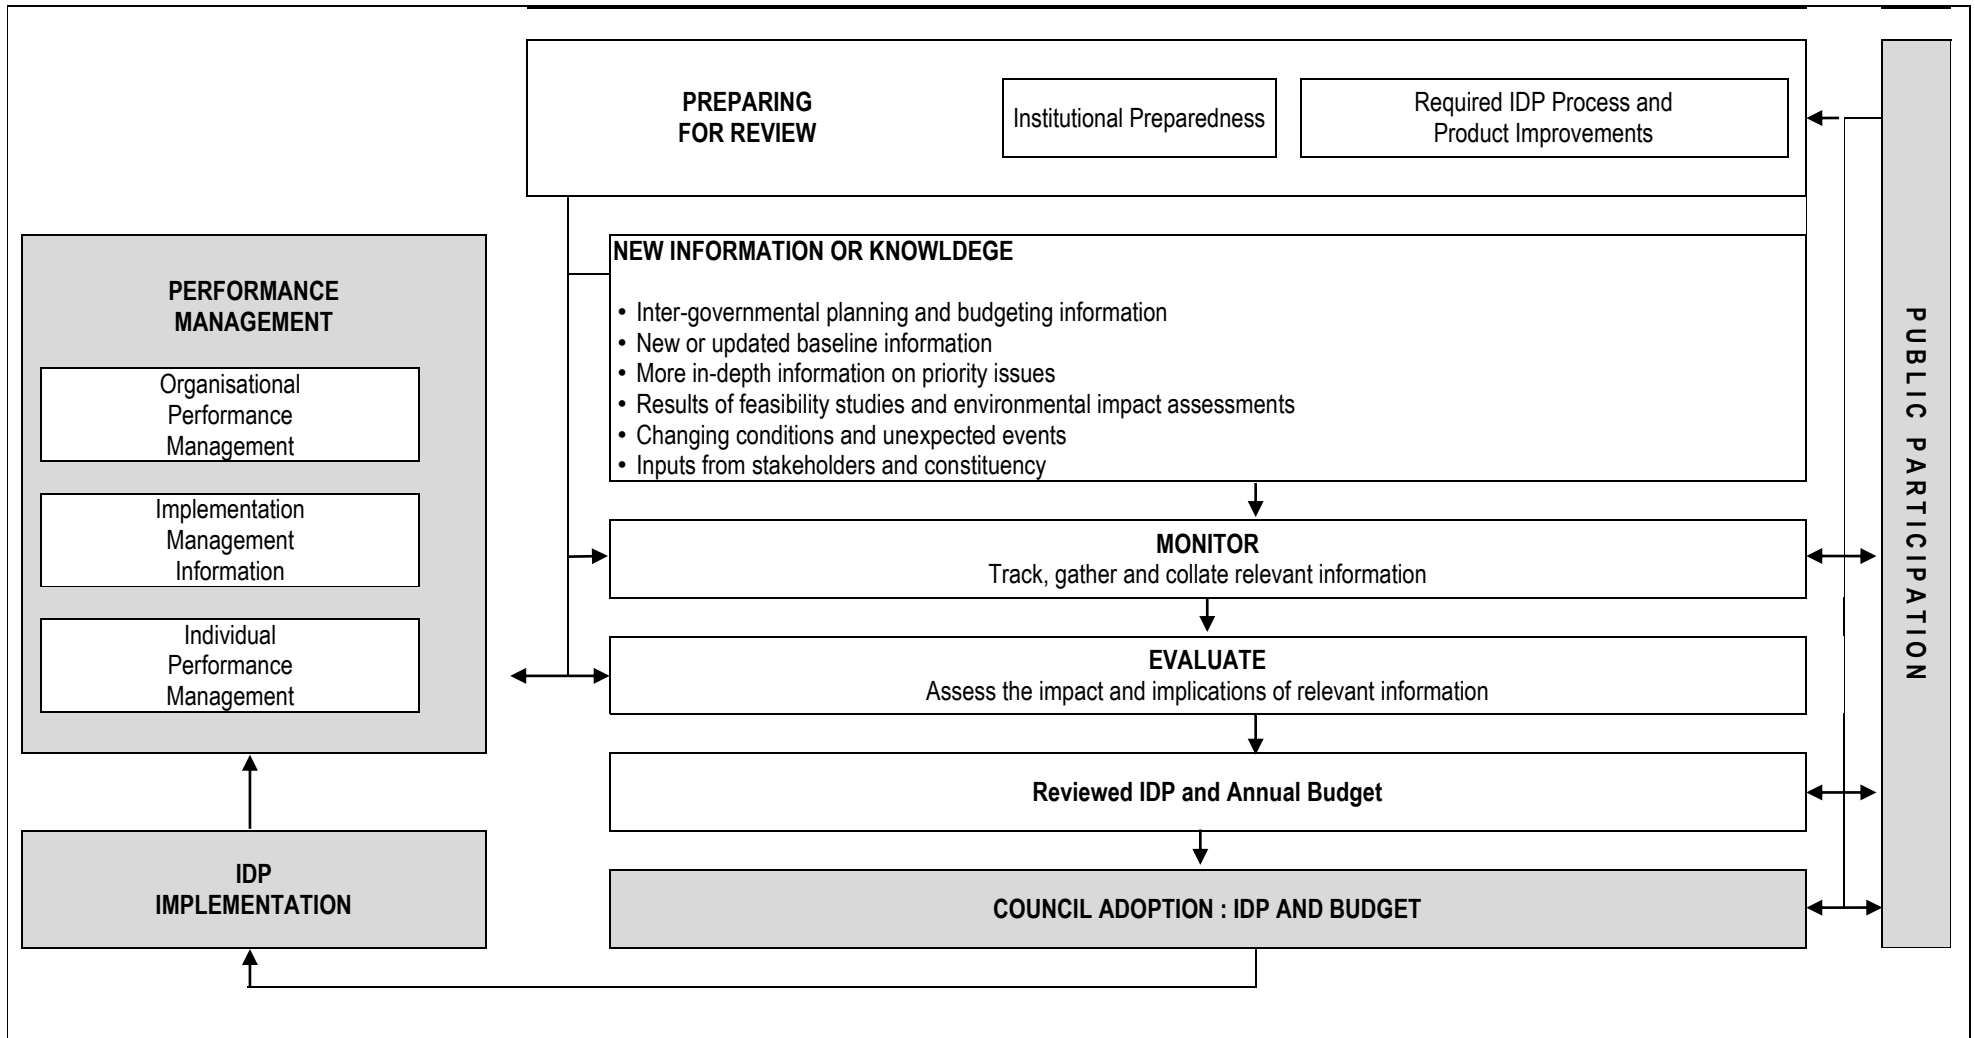 PREPARING
FOR REVIEW
Institutional Preparedness
Required IDP Process and
Product Improvements
NEW INFORMATION OR KNOWLDEGE
• Inter-governmental planning and budgeting information
• New or updated baseline information
• More in-depth information on priority issues
• Results of feasibility studies and environmental impact assessments
• Changing conditions and unexpected events
• Inputs from stakeholders and constituency
PERFORMANCE
MANAGEMENT
Organisational
Performance
Management
Implementation
Management
Information
Individual
Performance
Management
MONITOR
Track, gather and collate relevant information
EVALUATE
Assess the impact and implications of relevant information
Reviewed IDP and Annual Budget
COUNCIL ADOPTION : IDP AND BUDGET
IDP
IMPLEMENTATION
PUBLIC PARTICIPATION